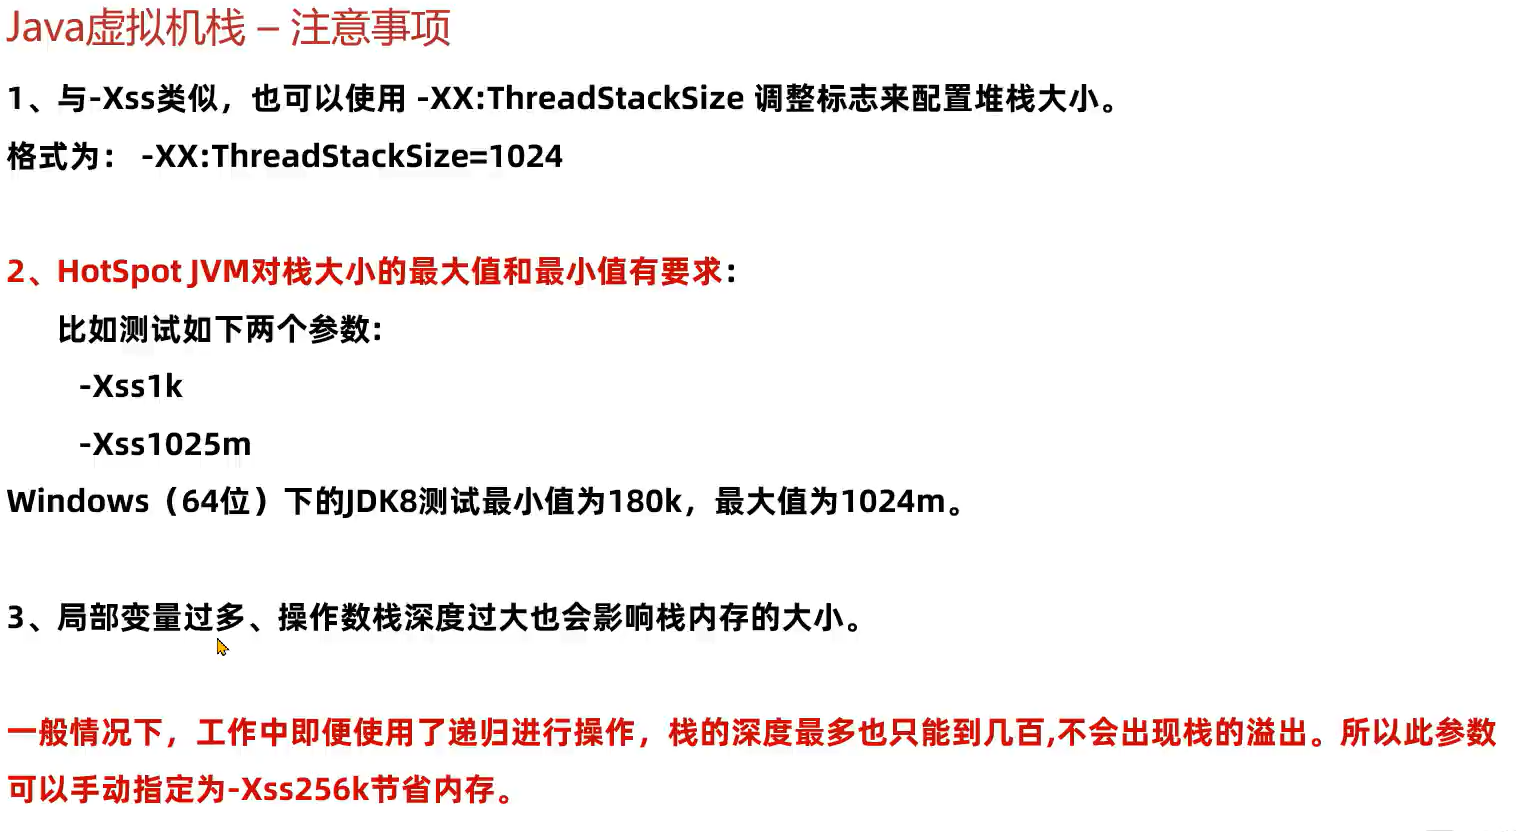 Java虚拟机栈 – 注意事项
1、与-Xss类似，也可以使用 -XX:ThreadStackSize 调整标志来配置堆栈大小。
格式为： -XX:ThreadStackSize=1024
2、HotSpot JVM对栈大小的最大值和最小值有要求：
比如测试如下两个参数：
-Xss1k
-Xss1025m
Windows（64位）下的JDK8测试最小值为180k，最大值为1024m。
3、局部变量过多、操作数栈深度过大也会影响栈内存的大小。
一般情况下，工作中即便使用了递归进行操作，栈的深度最多也只能到几百,不会出现栈的溢出。所以此参数
可以手动指定为-Xss256k节省内存。